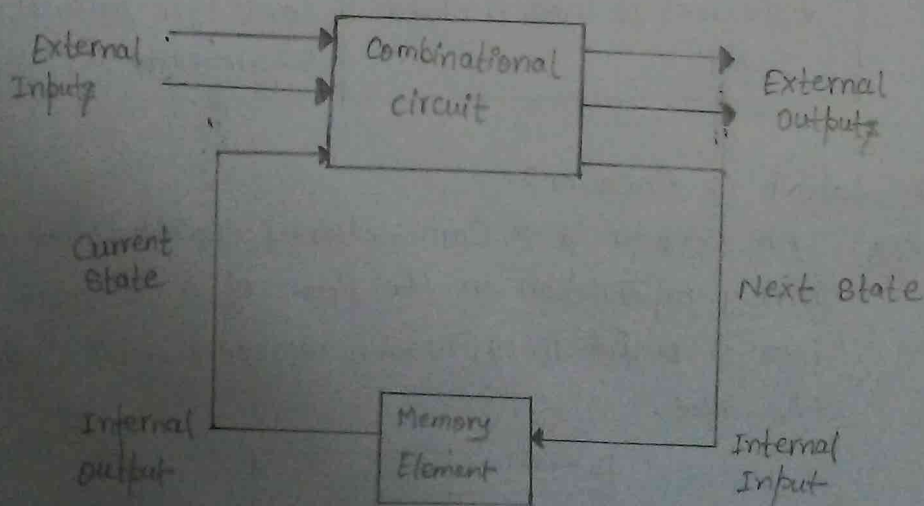 External
Inputs
Combinational
circuit
External
Outputs
Current
State
Next State
Internal
Output
Memory
Element
Internal
Input